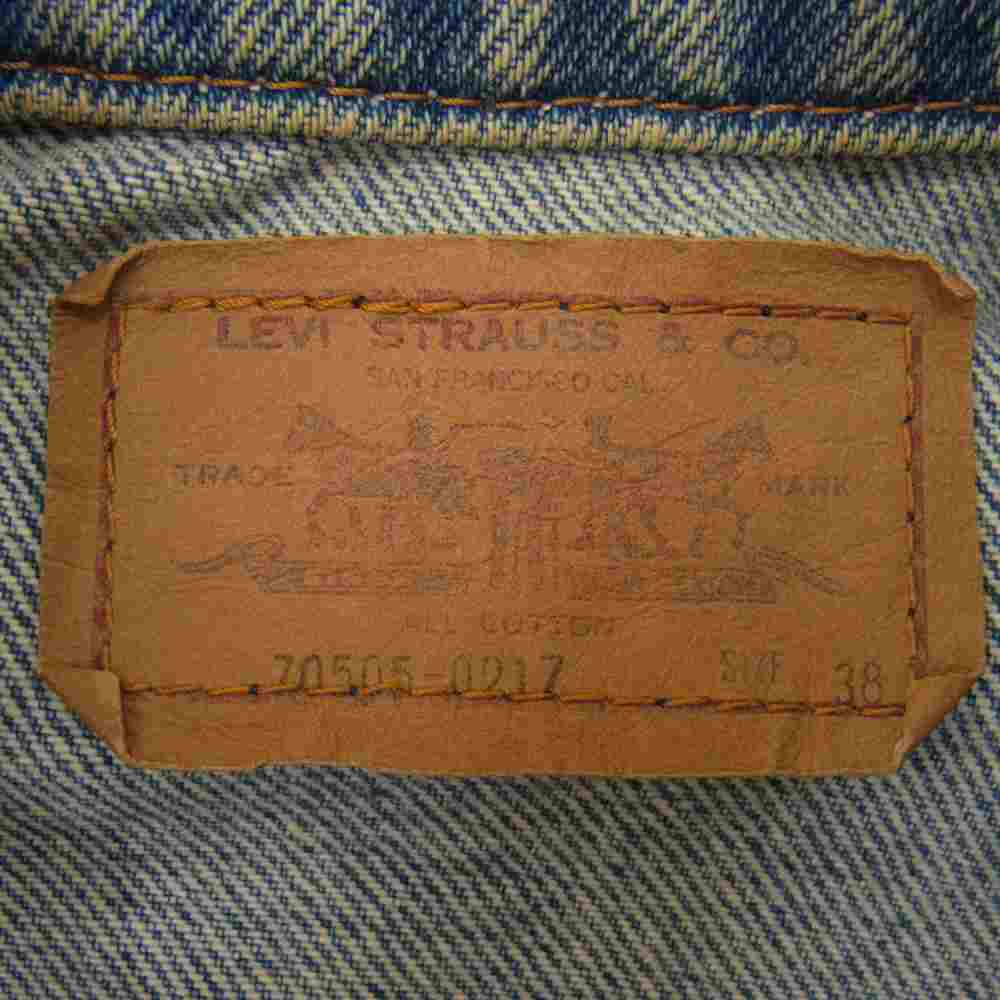 LEVI STRAUSS & CO.
SAN FRANCISCO CAL.
TRADE MARK
ALL COTTON
70505-0217 SIZE 38